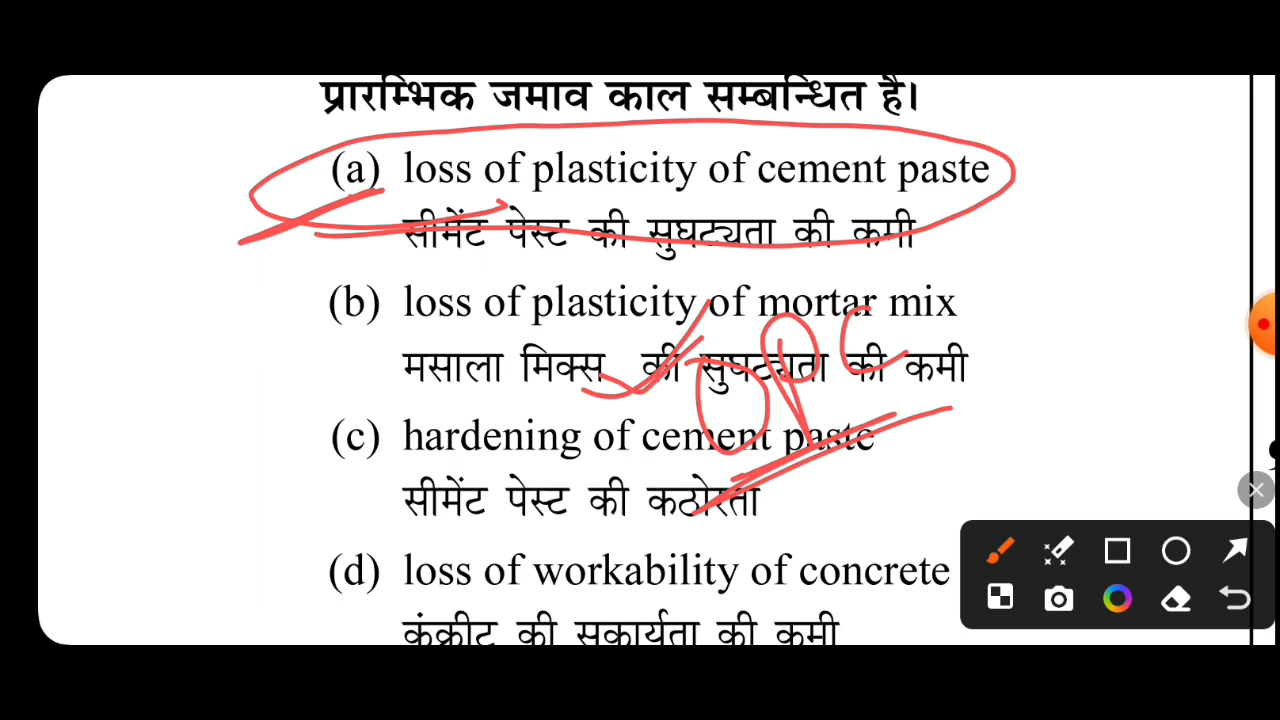 प्रारम्भिक जमाव काल सम्बन्धित है।
(a) loss of plasticity of cement paste
सीमेंट पेस्ट की सुघट्यता की कमी
(b) loss of plasticity of mortar mix
मसाला मिक्स की सुघट्यता की कमी
OPC
(c) hardening of cement paste
सीमेंट पेस्ट की कठोरता
(d) loss of workability of concrete
कंक्रीट की सुकार्यता की कमी